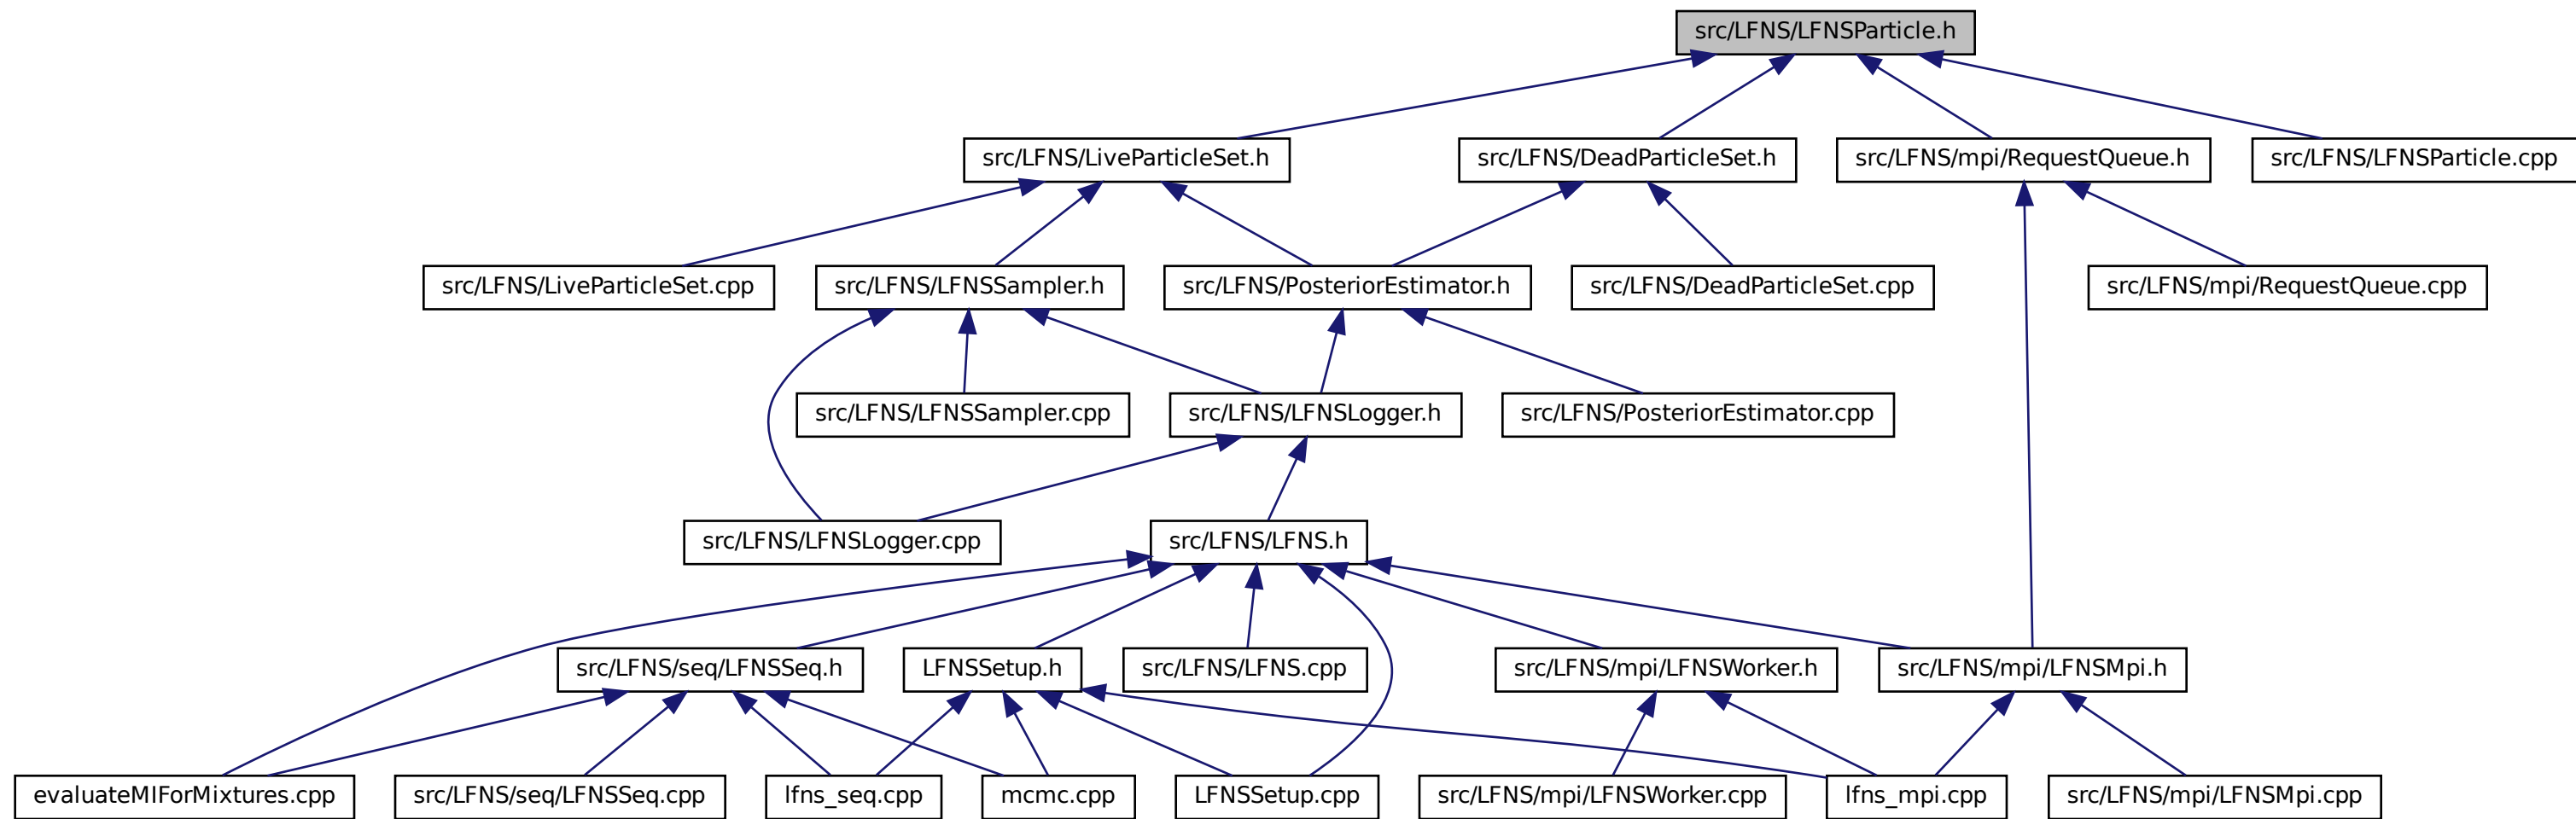 src/LFNS/LFNSParticle.h
src/LFNS/LiveParticleSet.h
src/LFNS/DeadParticleSet.h
src/LFNS/mpi/RequestQueue.h
src/LFNS/LFNSParticle.cpp
src/LFNS/LiveParticleSet.cpp
src/LFNS/LFNSSampler.h
src/LFNS/PosteriorEstimator.h
src/LFNS/DeadParticleSet.cpp
src/LFNS/mpi/RequestQueue.cpp
src/LFNS/LFNSSampler.cpp
src/LFNS/LFNSLogger.h
src/LFNS/PosteriorEstimator.cpp
src/LFNS/LFNSLogger.cpp
src/LFNS/LFNS.h
src/LFNS/seq/LFNSSeq.h
LFNSSetup.h
src/LFNS/LFNS.cpp
src/LFNS/mpi/LFNSWorker.h
src/LFNS/mpi/LFNSMpi.h
evaluateMIForMixtures.cpp
src/LFNS/seq/LFNSSeq.cpp
lfns_seq.cpp
mcmc.cpp
LFNSSetup.cpp
src/LFNS/mpi/LFNSWorker.cpp
lfns_mpi.cpp
src/LFNS/mpi/LFNSMpi.cpp